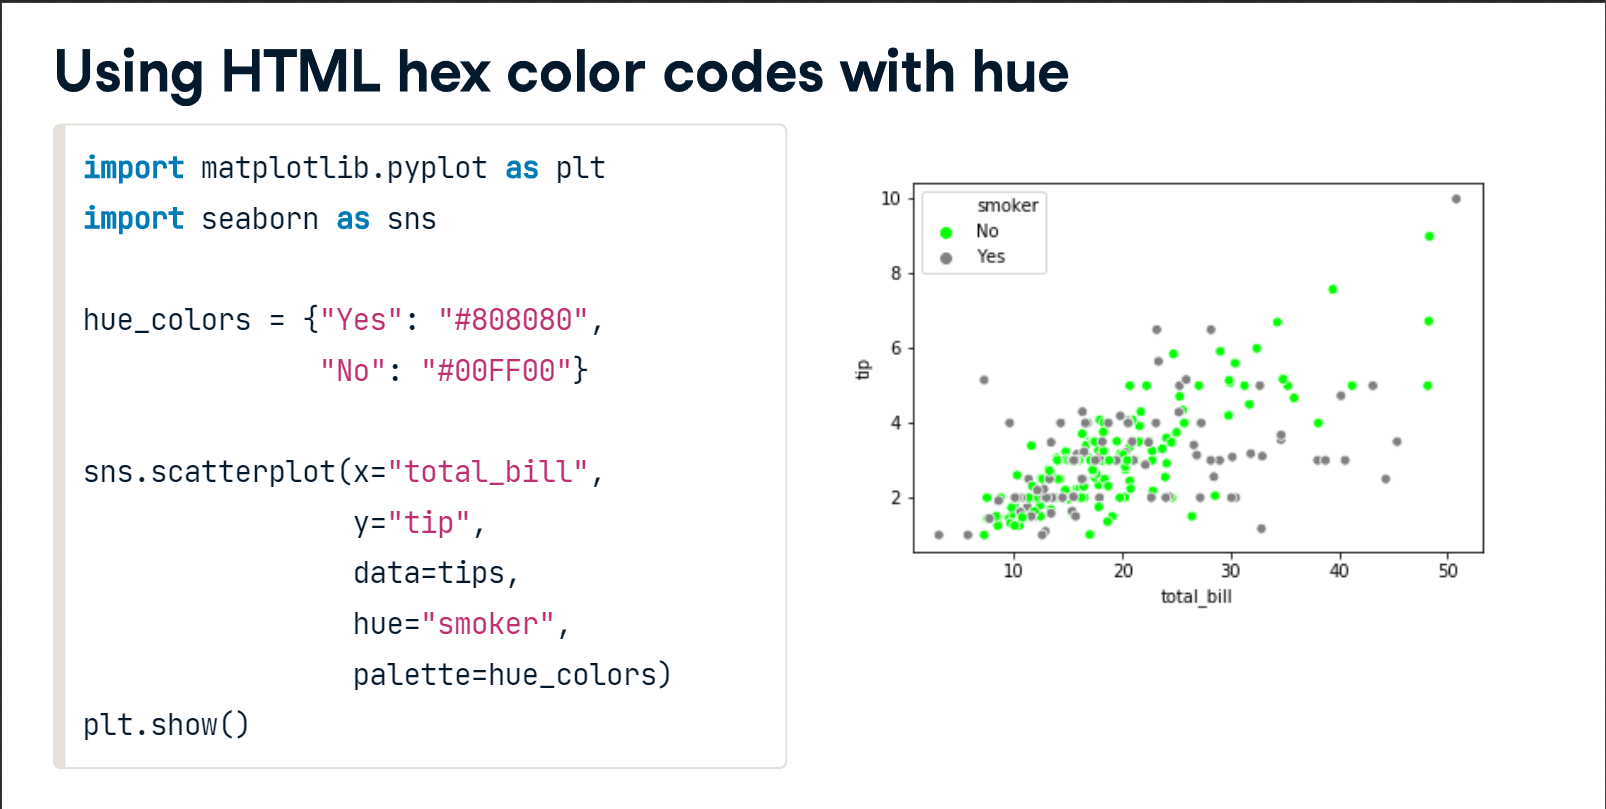 Using HTML hex color codes with hue
import matplotlib.pyplot as plt
import seaborn as sns
hue_colors = {"Yes": "#808080",
"No": "#00FF00"}
sns.scatterplot(x="total_bill",
y="tip",
data=tips,
hue="smoker",
palette=hue_colors)
plt.show()
smoker
No
Yes
10
8
6
4
2
tip
10 20 30 40 50
total_bill